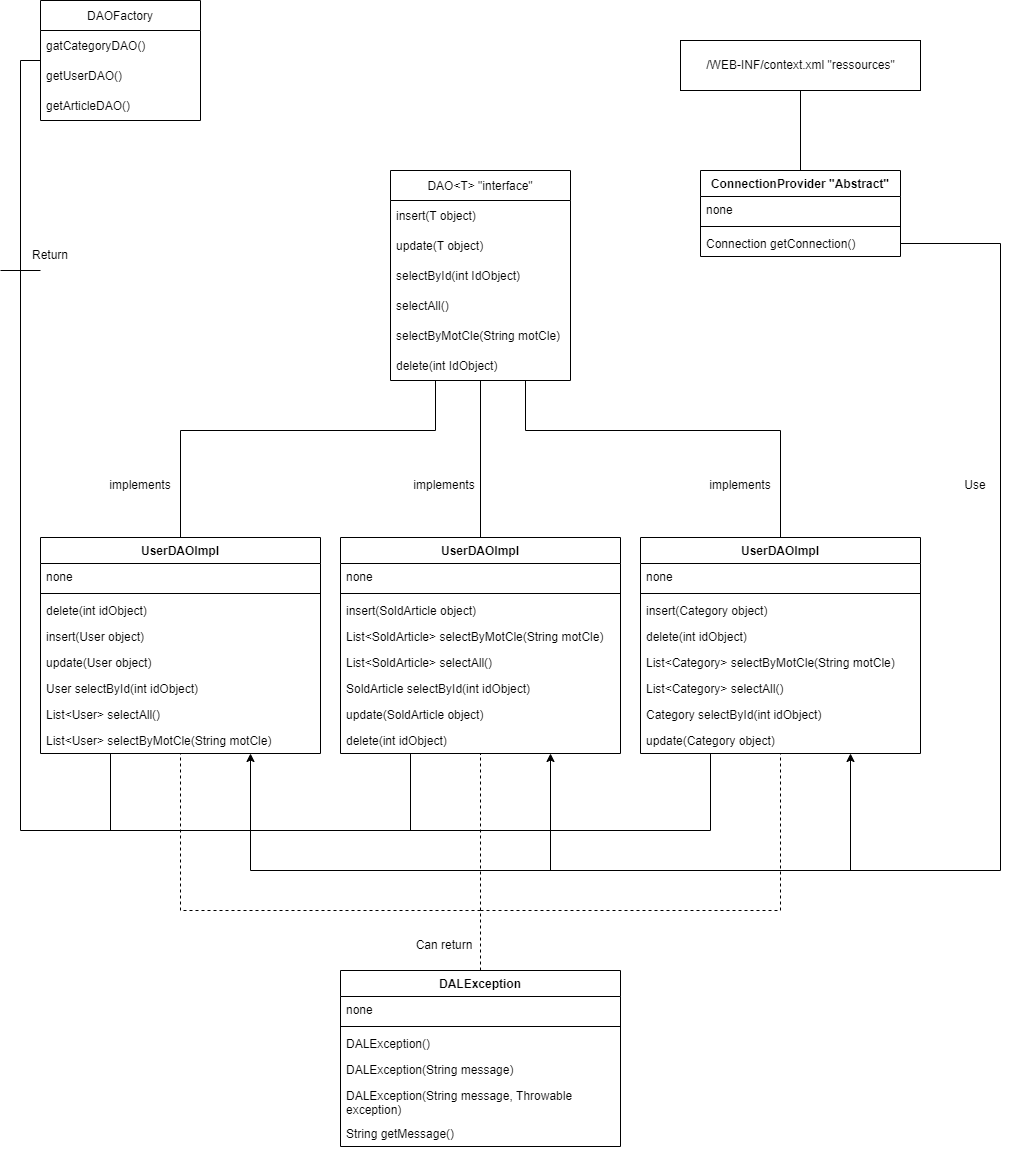 DAOFactory
gatCategoryDAO()
getUserDAO()
getArticleDAO()
/WEB-INF/context.xml "ressources"
DAO<T> "interface"
insert(T object)
update(T object)
selectById(int IdObject)
selectAll()
selectByMotCle(String motCle)
delete(int IdObject)
ConnectionProvider "Abstract"
none
Connection getConnection()
Return
implements
implements
implements
Use
UserDAOImpl
none
delete(int idObject)
insert(User object)
update(User object)
User selectById(int idObject)
List<User> selectAll()
List<User> selectByMotCle(String motCle)
UserDAOImpl
none
insert(SoldArticle object)
List<SoldArticle> selectByMotCle(String motCle)
List<SoldArticle> selectAll()
SoldArticle selectById(int idObject)
update(SoldArticle object)
delete(int idObject)
UserDAOImpl
none
insert(Category object)
delete(int idObject)
List<Category> selectByMotCle(String motCle)
List<Category> selectAll()
Category selectById(int idObject)
update(Category object)
Can return
DALException
none
DALException()
DALException(String message)
DALException(String message, Throwable
exception)
String getMessage()